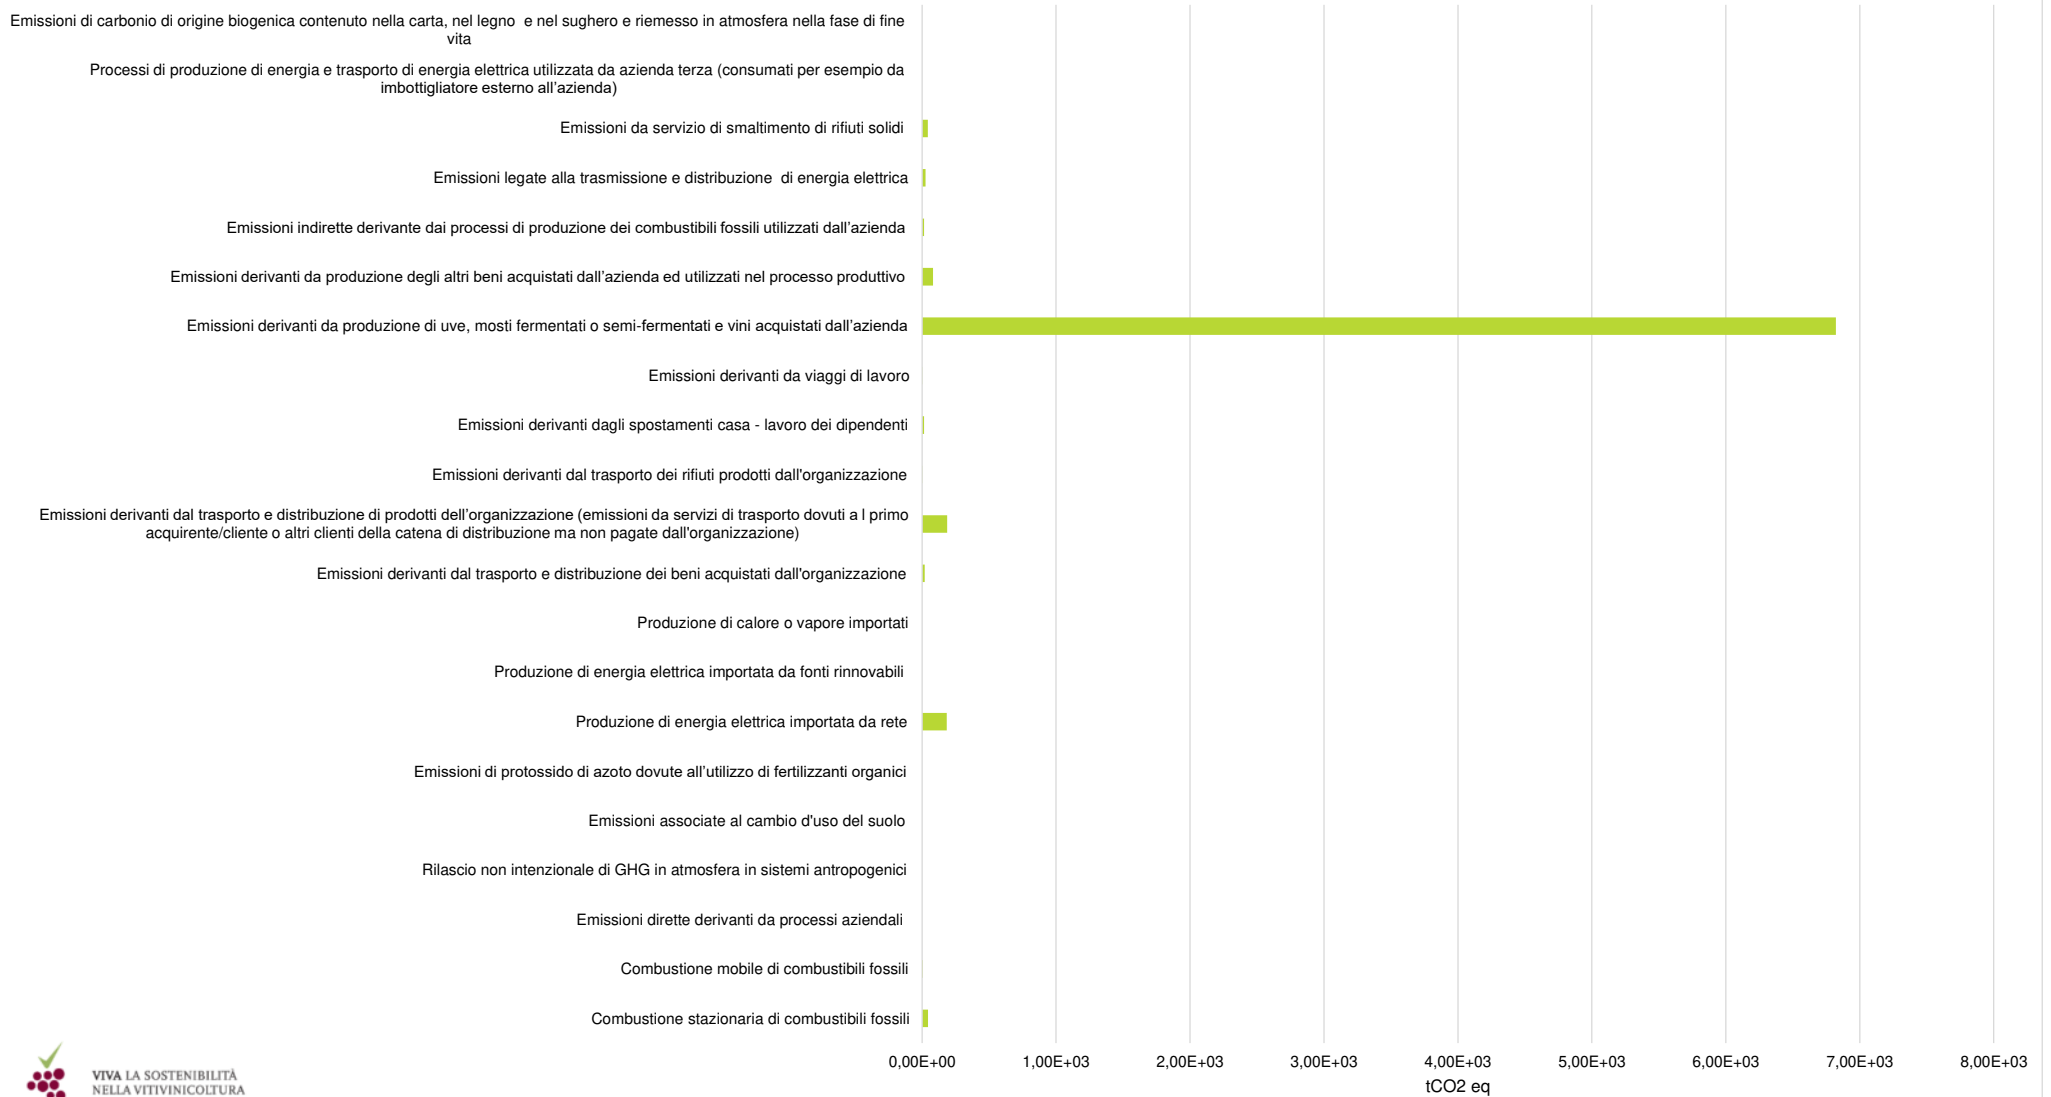 Emissioni di carbonio di origine biogenica contenuto nella carta, nel legno  e nel sughero e riemesso in atmosfera nella fase di fine
vita
Processi di produzione di energia e trasporto di energia elettrica utilizzata da azienda terza (consumati per esempio da
imbottigliatore esterno all’azienda)
Emissioni da servizio di smaltimento di rifiuti solidi
Emissioni legate alla trasmissione e distribuzione  di energia elettrica
Emissioni indirette derivante dai processi di produzione dei combustibili fossili utilizzati dall’azienda
Emissioni derivanti da produzione degli altri beni acquistati dall’azienda ed utilizzati nel processo produttivo
Emissioni derivanti da produzione di uve, mosti fermentati o semi-fermentati e vini acquistati dall’azienda
Emissioni derivanti da viaggi di lavoro
Emissioni derivanti dagli spostamenti casa - lavoro dei dipendenti
Emissioni derivanti dal trasporto dei rifiuti prodotti dall'organizzazione
Emissioni derivanti dal trasporto e distribuzione di prodotti dell’organizzazione (emissioni da servizi di trasporto dovuti a l primo
acquirente/cliente o altri clienti della catena di distribuzione ma non pagate dall'organizzazione)
Emissioni derivanti dal trasporto e distribuzione dei beni acquistati dall'organizzazione
Produzione di calore o vapore importati
Produzione di energia elettrica importata da fonti rinnovabili
Produzione di energia elettrica importata da rete
Emissioni di protossido di azoto dovute all’utilizzo di fertilizzanti organici
Emissioni associate al cambio d'uso del suolo
Rilascio non intenzionale di GHG in atmosfera in sistemi antropogenici
Emissioni dirette derivanti da processi aziendali
Combustione mobile di combustibili fossili
Combustione stazionaria di combustibili fossili
0,00E+00 1,00E+03 2,00E+03 3,00E+03 4,00E+03 5,00E+03 6,00E+03 7,00E+03 8,00E+03
tCO2 eq
VIVA LA SOSTENIBILITÀ
NELLA VITIVINICOLTURA